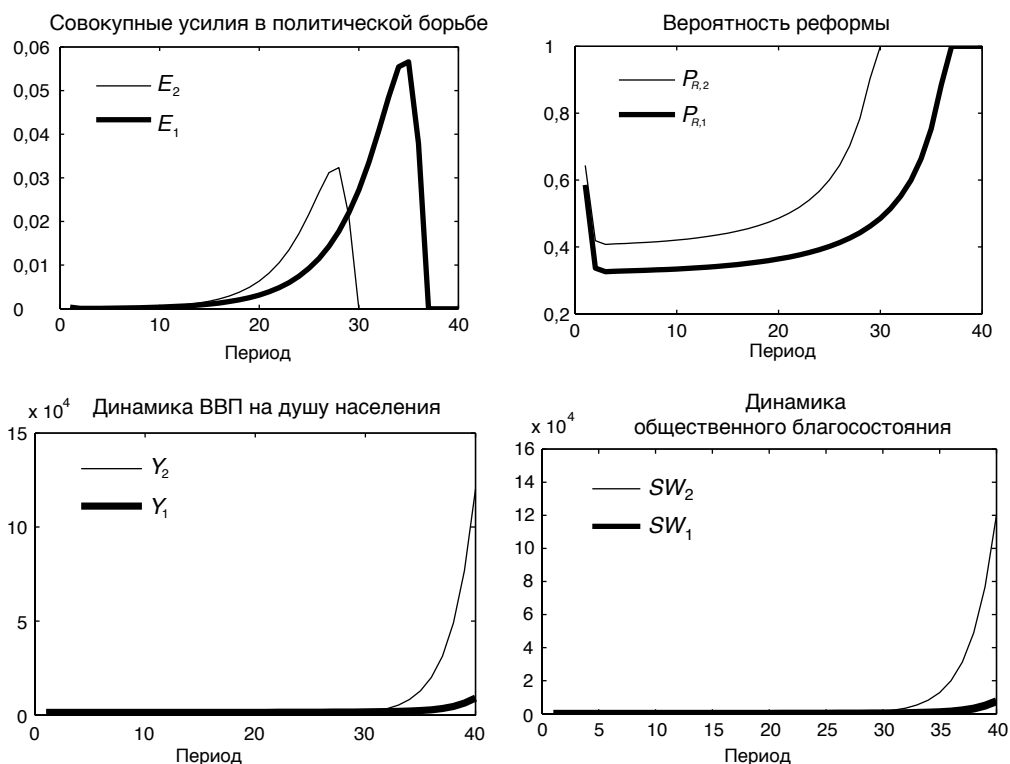 Совокупные усилия в политической борьбе
0,06
0,05
0,04
0,03
0,02
0,01
0
E2
E1
0 10 20 30 40
Период
Вероятность реформы
1
0,8
0,6
0,4
0,2
PR,2
PR,1
0 10 20 30 40
Период
x 10^4
Динамика ВВП на душу населения
15
10
5
0
Y2
Y1
0 10 20 30 40
Период
x 10^4
Динамика
общественного благосостояния
16
14
12
10
8
6
4
2
0
SW2
SW1
0 5 10 15 20 25 30 35 40
Период